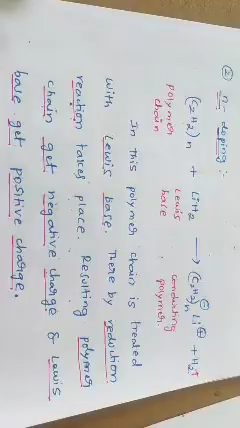 ② n-doping:
(C₂H₂)n + LiH₂ → (C₂H₂)n⊖ Li⊕ + H₂↑
polymer chain Lewis base conducting polymer
In this polymer chain is treated
with Lewis base. There by reduction
reaction takes place. Resulting polymer
chain get negative charge & Lewis
base get positive charge.